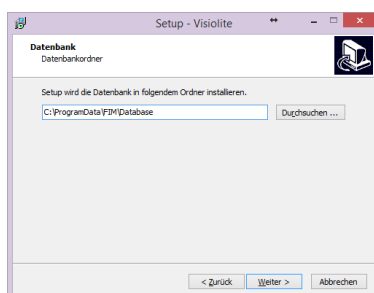 Setup - Visiolite
Datenbank
Datenbankordner
Setup wird die Datenbank in folgendem Ordner installieren.
C:\ProgramData\FIM\Database
Durchsuchen ...
< Zurück
Weiter >
Abbrechen